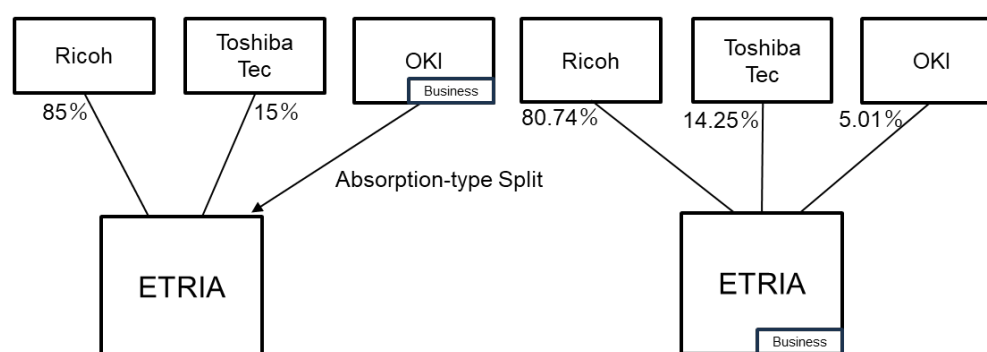 Ricoh
Toshiba
Tec
OKI
Business
85%
15%
Absorption-type Split
ETRIA
Ricoh
Toshiba
Tec
OKI
80.74%
14.25%
5.01%
ETRIA
Business